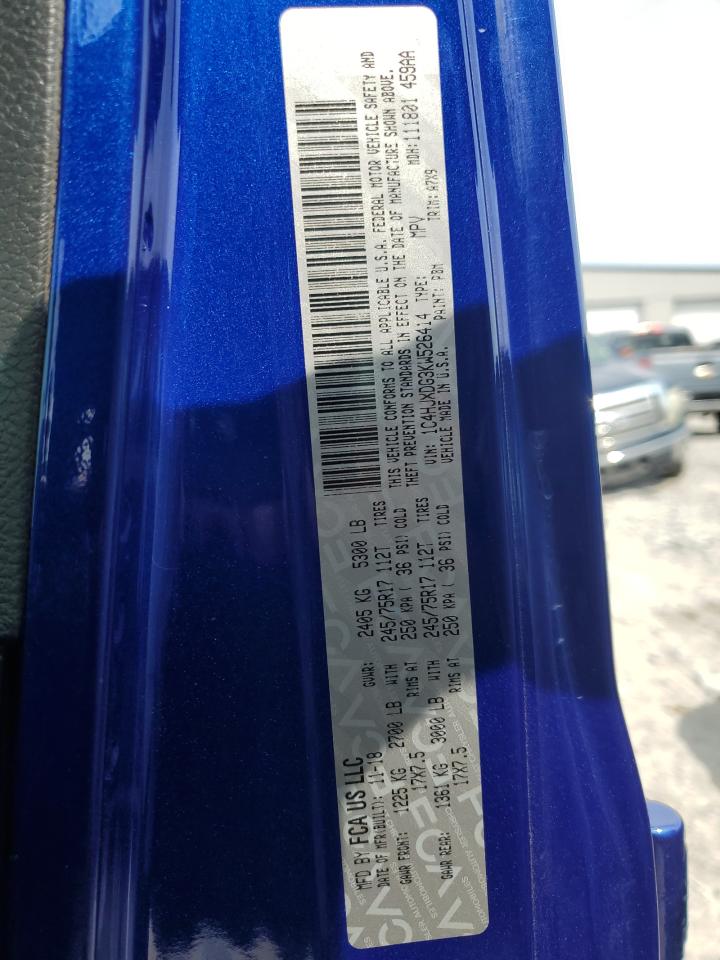 MFD BY FCA US LLC
DATE OF MFR(BUILT): 11-18 GVWR: 2405 KG 5300 LB
GAWR FRONT: 1225 KG 2700 LB WITH 245/75R17 112T TIRES
17X7.5 RIMS AT 250 KPA ( 36 PSI) COLD
GAWR REAR: 1361 KG 3000 LB WITH 245/75R17 112T TIRES
17X7.5 RIMS AT 250 KPA ( 36 PSI) COLD
THIS VEHICLE CONFORMS TO ALL APPLICABLE U.S.A. FEDERAL MOTOR VEHICLE SAFETY AND
THEFT PREVENTION STANDARDS IN EFFECT ON THE DATE OF MANUFACTURE SHOWN ABOVE.
VIN: 1C4HJXDG3KW526414 TYPE: MPV MDH: 111801 459AA
VEHICLE MADE IN U.S.A. PAINT: PBM TRIM: A7X9